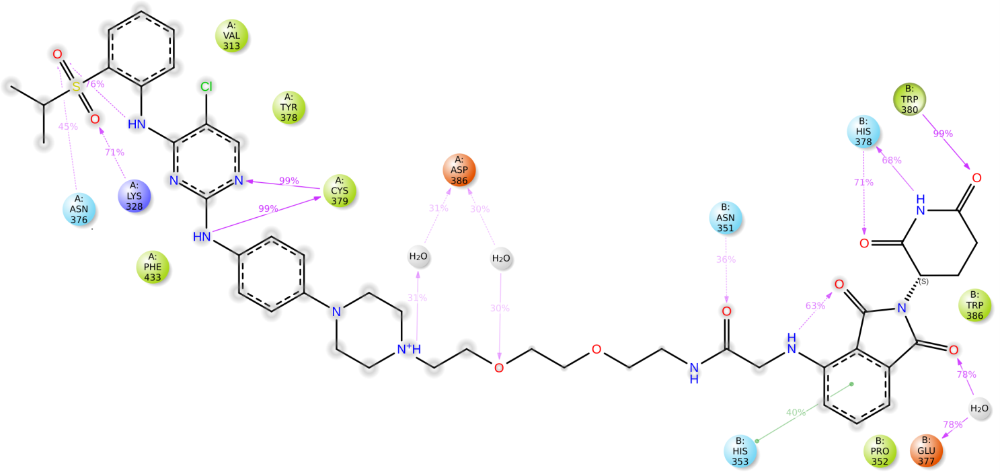 A:
VAL
313
O
76%
Cl
S
A:
TYR
378
B:
TRP
380
O
HN
45%
B:
HIS
378
99%
71%
68%
A:
ASP
386
N
N
99%
A:
CYS
379
O
A:
LYS
328
71%
A:
ASN
376
99%
31%
30%
B:
ASN
351
H
N
HN
O
H₂O
H₂O
36%
A:
PHE
433
(S)
O
31%
30%
63%
N
B:
TRP
386
N
O
N⁺H
O
H
N
O
O
N
H
78%
40%
H₂O
78%
B:
HIS
353
B:
PRO
352
B:
GLU
377